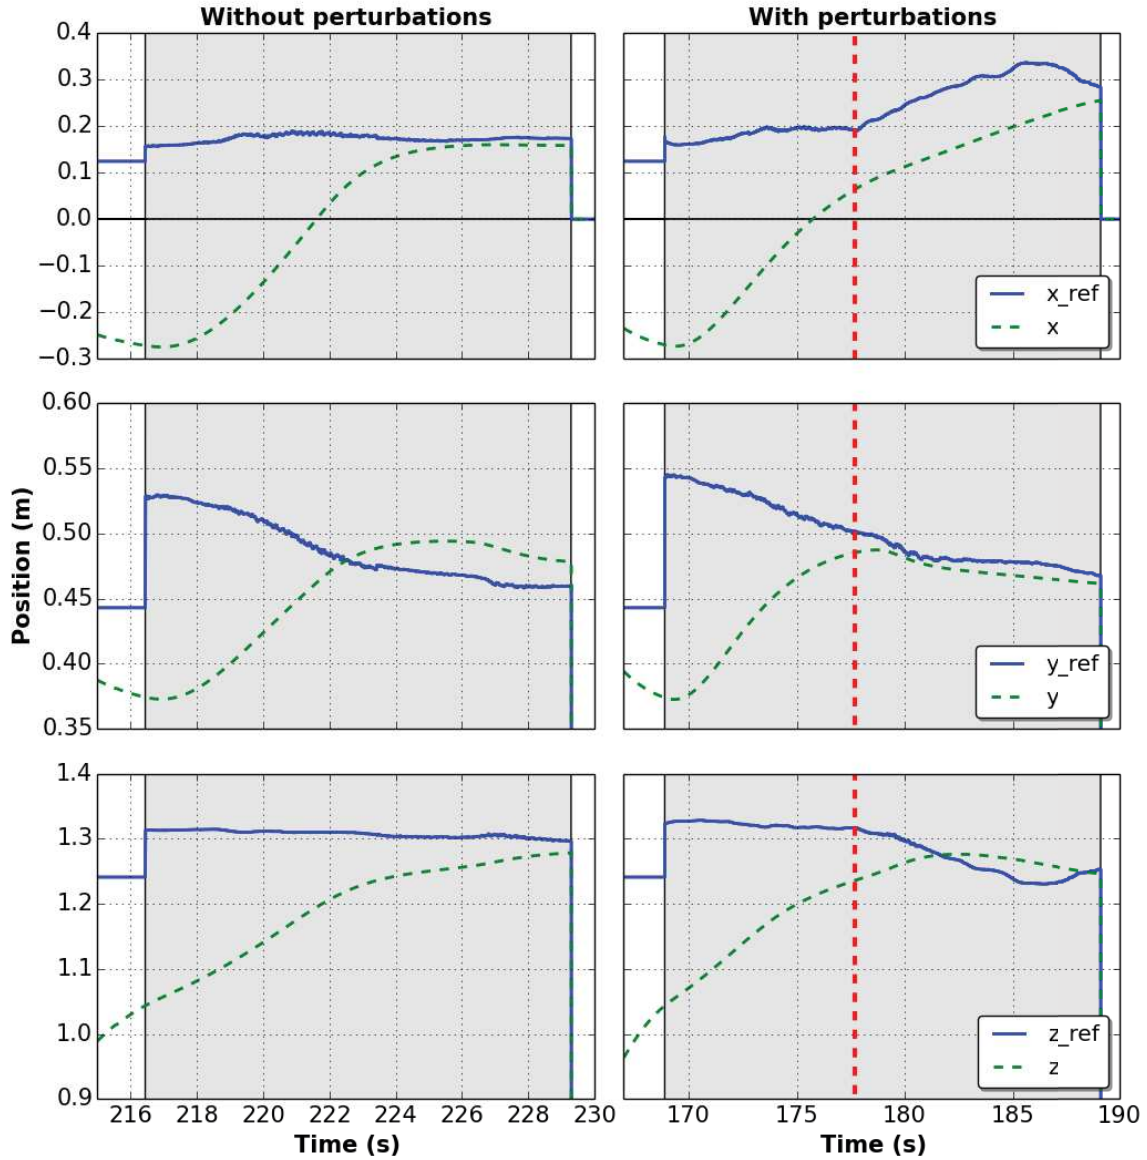 Without perturbations
With perturbations
0.4
0.3
0.2
0.1
0.0
−0.1
−0.2
−0.3
x_ref
x
0.60
0.55
0.50
0.45
0.40
0.35
Position (m)
y_ref
y
1.4
1.3
1.2
1.1
1.0
0.9
z_ref
z
216 218 220 222 224 226 228 230
170 175 180 185 190
Time (s)
Time (s)